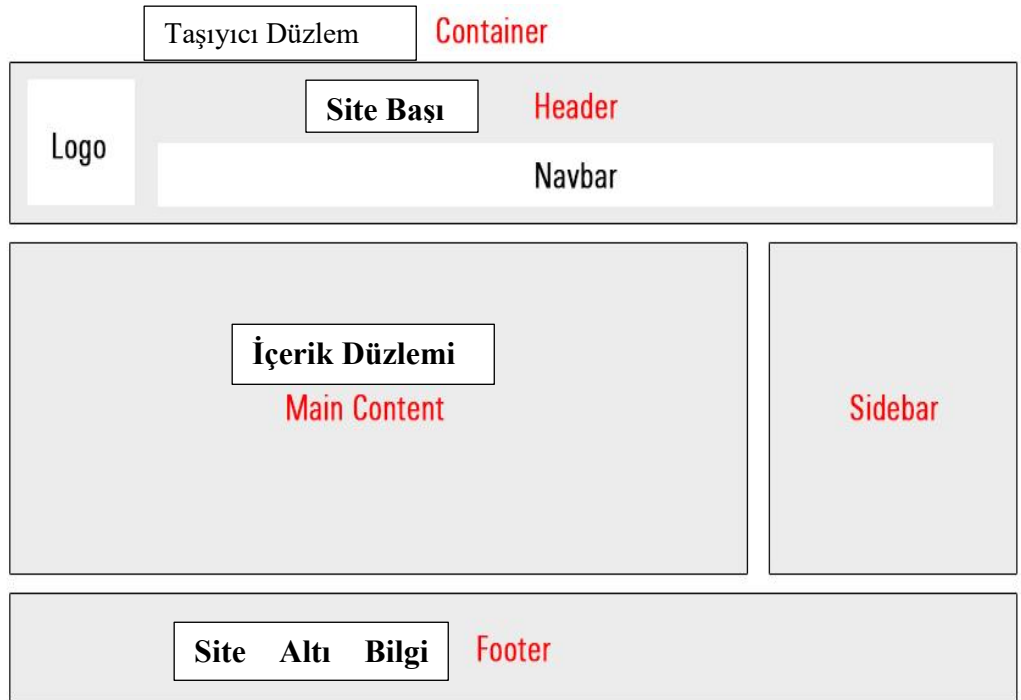 Taşıyıcı Düzlem Container
Site Başı Header
Logo
Navbar
İçerik Düzlemi
Main Content
Sidebar
Site Altı Bilgi Footer